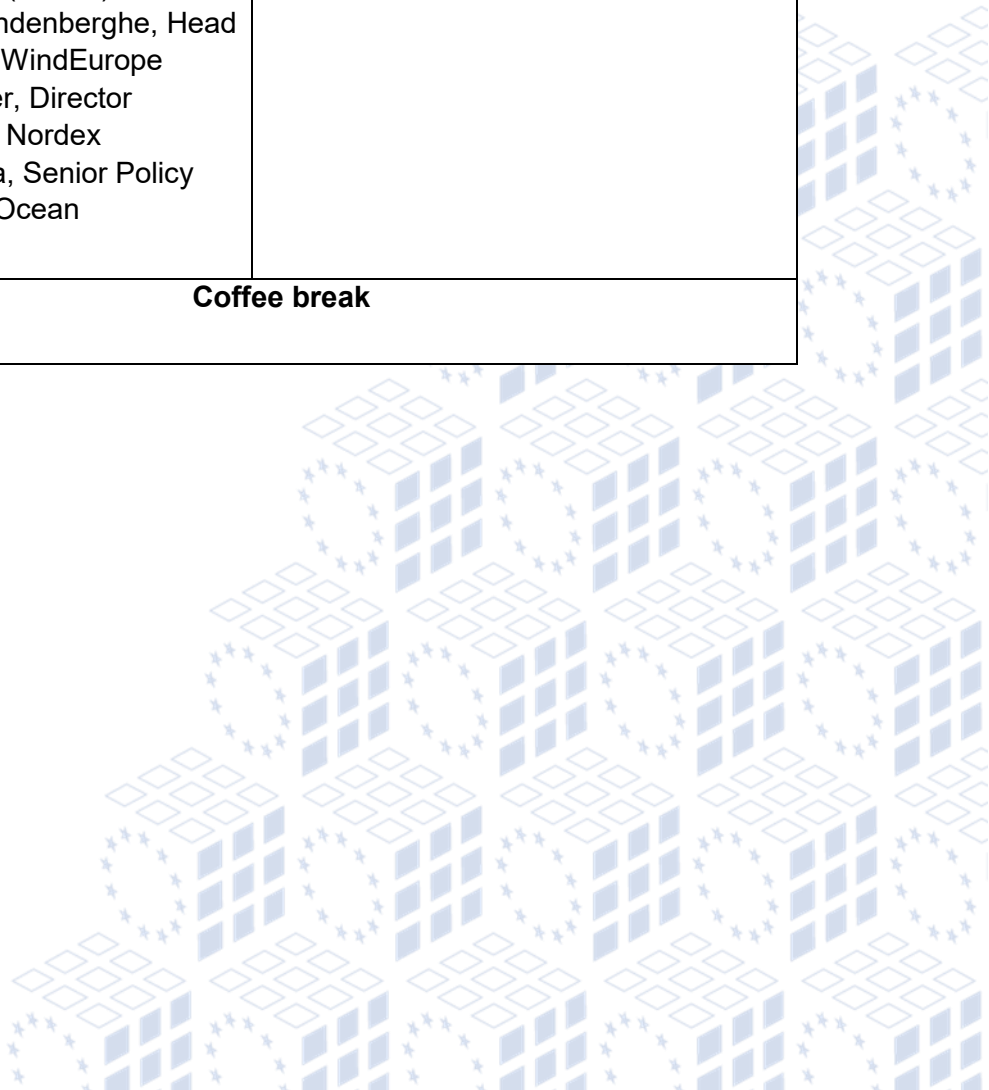 ndenberghe, Head
WindEurope
er, Director
Nordex
a, Senior Policy
Ocean
Coffee break